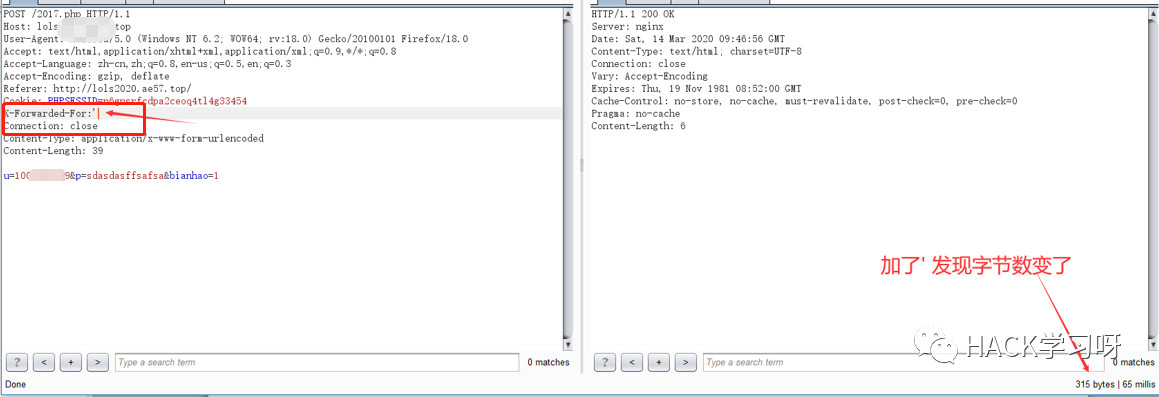 POST /2017.php HTTP/1.1
Host: lols top
User-Agent: /5.0 (Windows NT 6.2; WOW64; rv:18.0) Gecko/20100101 Firefox/18.0
Accept: text/html,application/xhtml+xml,application/xml;q=0.9,*/*;q=0.8
Accept-Language: zh-cn,zh;q=0.8,en-us;q=0.5,en;q=0.3
Accept-Encoding: gzip, deflate
Referer: http://lols2020.ae57.top/
Cookie:
X-Forwarded-For:'
Connection: close
Content-Type: application/x-www-form-urlencoded
Content-Length: 39
u=100 9&p=sdasdasffsafsa&bianhao=1
? < + > Type a search term 0 matches
Done
HTTP/1.1 200 OK
Server: nginx
Date: Sat, 14 Mar 2020 09:46:56 GMT
Content-Type: text/html; charset=UTF-8
Connection: close
Vary: Accept-Encoding
Expires: Thu, 19 Nov 1981 08:52:00 GMT
Cache-Control: no-store, no-cache, must-revalidate, post-check=0, pre-check=0
Pragma: no-cache
Content-Length: 6
加了' 发现字节数变了
HACK学习呀
? < + > Type a search term 0 matches
315 bytes | 65 millis